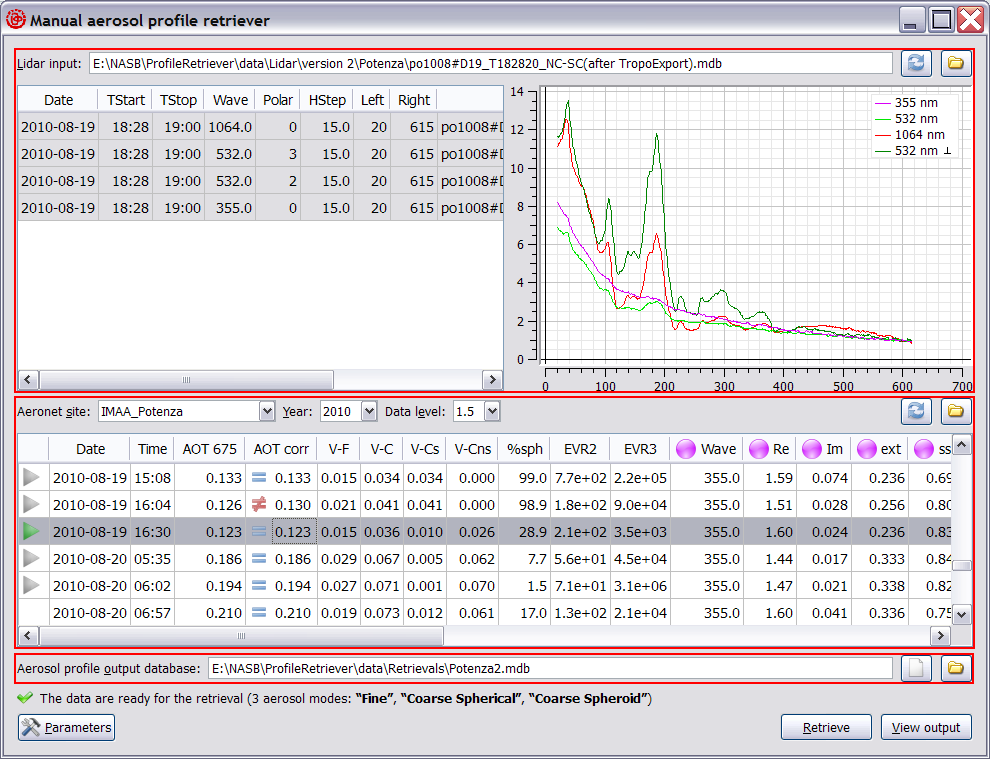 Manual aerosol profile retriever
Lidar input: E:\NASB\ProfileRetriever\data\Lidar\version 2\Potenza\po1008#D19_T182820_NC-SC(after TropoExport).mdb
Date TStart TStop Wave Polar HStep Left Right
2010-08-19 18:28 19:00 1064.0 0 15.0 20 615 po1008#D
2010-08-19 18:28 19:00 532.0 3 15.0 20 615 po1008#D
2010-08-19 18:28 19:00 532.0 2 15.0 20 615 po1008#D
2010-08-19 18:28 19:00 355.0 0 15.0 20 615 po1008#D
14
12
10
8
6
4
2
0
355 nm
532 nm
1064 nm
532 nm ⊥
0 100 200 300 400 500 600 700
Aeronet site: IMAA_Potenza Year: 2010 Data level: 1.5
Date Time AOT 675 AOT corr V-F V-C V-Cs V-Cns %sph EVR2 EVR3 Wave Re Im ext ss
2010-08-19 15:08 0.133 = 0.133 0.015 0.034 0.034 0.000 99.0 7.7e+02 2.2e+05 355.0 1.59 0.074 0.236 0.69
2010-08-19 16:04 0.126 ≠ 0.130 0.021 0.041 0.041 0.000 98.9 1.8e+02 9.0e+04 355.0 1.51 0.028 0.256 0.80
2010-08-19 16:30 0.123 = 0.123 0.015 0.036 0.010 0.026 28.9 2.1e+02 3.5e+03 355.0 1.60 0.024 0.236 0.83
2010-08-20 05:35 0.186 = 0.186 0.029 0.067 0.005 0.062 7.7 5.6e+01 4.5e+04 355.0 1.44 0.017 0.333 0.84
2010-08-20 06:02 0.194 = 0.194 0.027 0.071 0.001 0.070 1.5 7.1e+01 3.1e+06 355.0 1.47 0.021 0.338 0.82
2010-08-20 06:57 0.210 = 0.210 0.019 0.073 0.012 0.061 17.0 1.3e+02 2.1e+04 355.0 1.60 0.041 0.336 0.75
Aerosol profile output database: E:\NASB\ProfileRetriever\data\Retrievals\Potenza2.mdb
The data are ready for the retrieval (3 aerosol modes: “Fine”, “Coarse Spherical”, “Coarse Spheroid”)
Parameters Retrieve View output